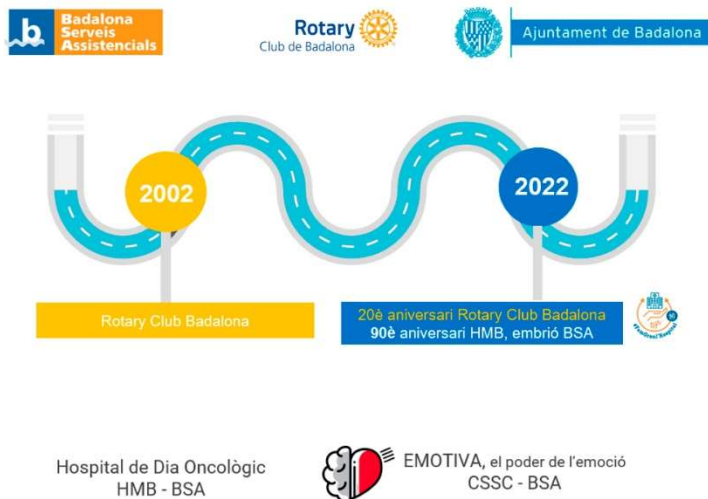 b
Badalona
Serveis
Assistencials
Rotary
Club de Badalona
Ajuntament de Badalona
2002
2022
Rotary Club Badalona
20è aniversari Rotary Club Badalona
90è aniversari HMB, embrió BSA
Hospital de Dia Oncològic
HMB - BSA
EMOTIVA, el poder de l'emoció
CSSC - BSA